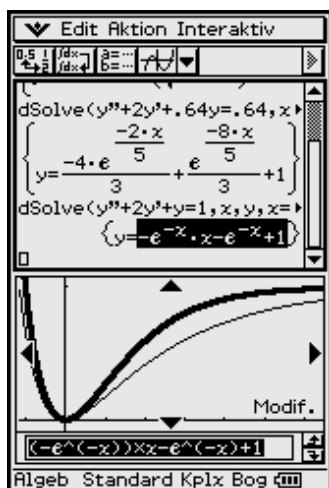 Edit Aktion Interaktiv
dSolve(y"+2y'+.64y=.64,x
{y=(-4·e^(-2·x/5))/3+(e^(-8·x/5))/3+1}
dSolve(y"+2y'+y=1,x,y,x=
{y=-e^(-x)·x-e^(-x)+1}
Modif.
(-e^(-x))×x-e^(-x)+1
Algeb Standard Kplx Bog